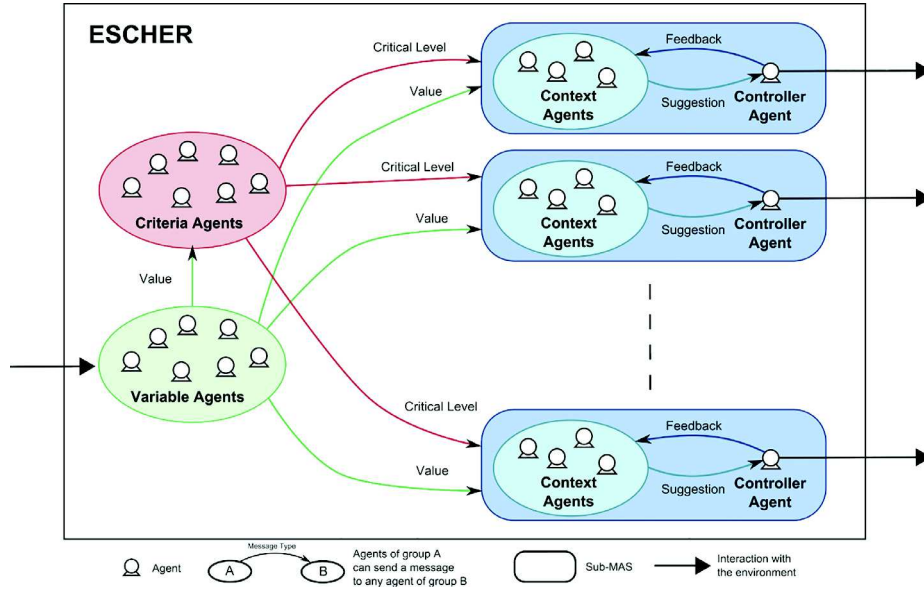 ESCHER
Critical Level
Value
Feedback
Context
Agents
Suggestion
Controller
Agent
Criteria Agents
Critical Level
Value
Feedback
Context
Agents
Suggestion
Controller
Agent
Value
Variable Agents
Critical Level
Value
Feedback
Context
Agents
Suggestion
Controller
Agent
Agent
Message Type
A
B
Agents of group A
can send a message
to any agent of group B
Sub-MAS
Interaction with
the environment